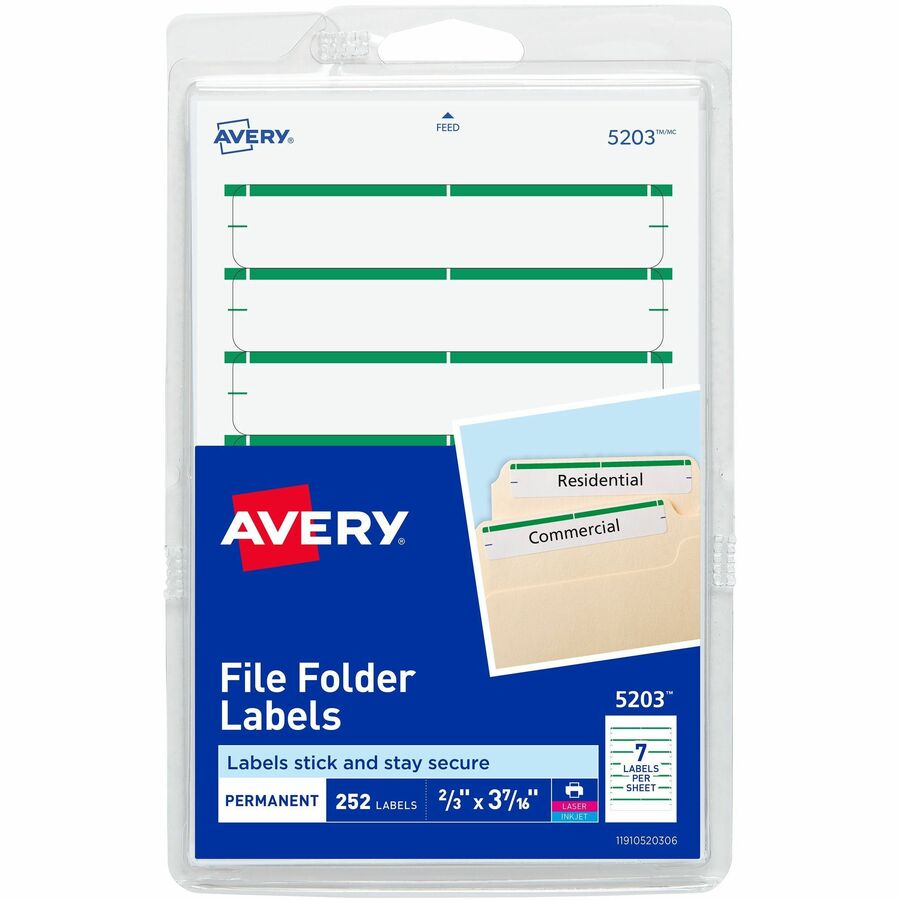 AVERY®
FEED
5203™/MC
Residential
Commercial
AVERY®
File Folder
Labels
Labels stick and stay secure
PERMANENT
252 LABELS
2/3" x 3 7/16"
LASER
INKJET
5203™
7
LABELS
PER
SHEET
11910520306